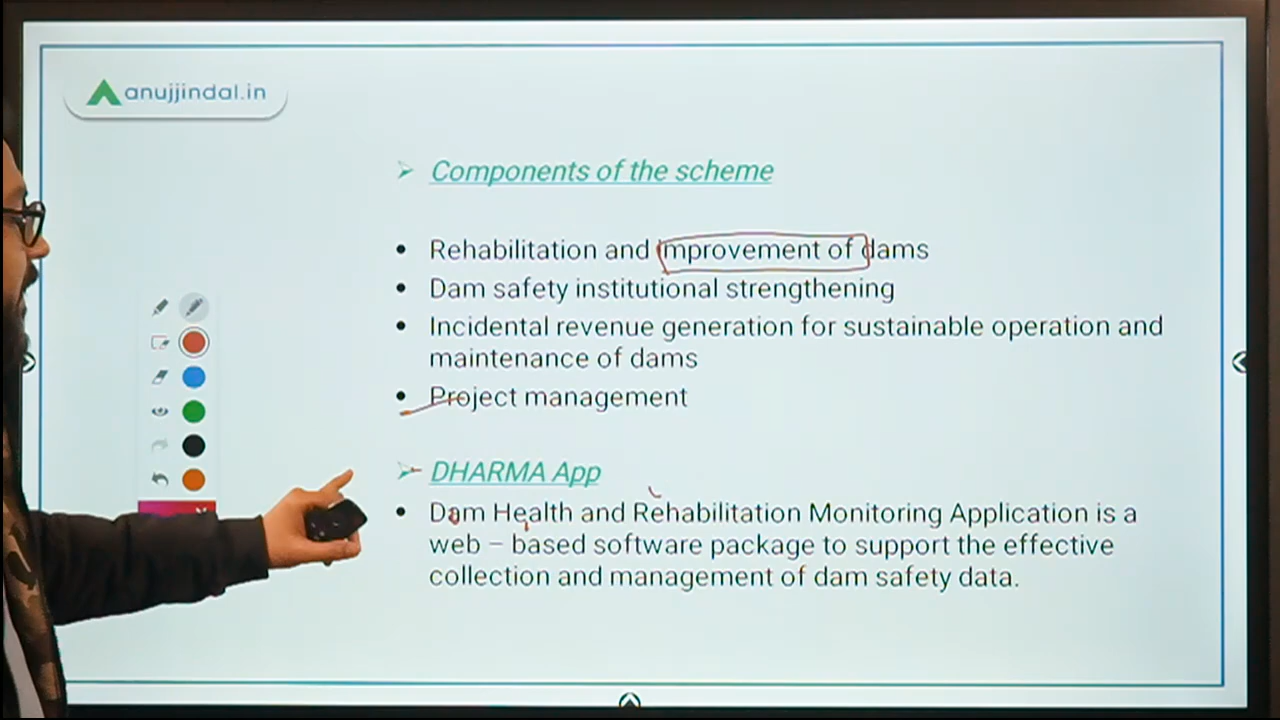 anujjindal.in
Components of the scheme
Rehabilitation and improvement of dams
Dam safety institutional strengthening
Incidental revenue generation for sustainable operation and
maintenance of dams
Project management
DHARMA App
Dam Health and Rehabilitation Monitoring Application is a
web – based software package to support the effective
collection and management of dam safety data.